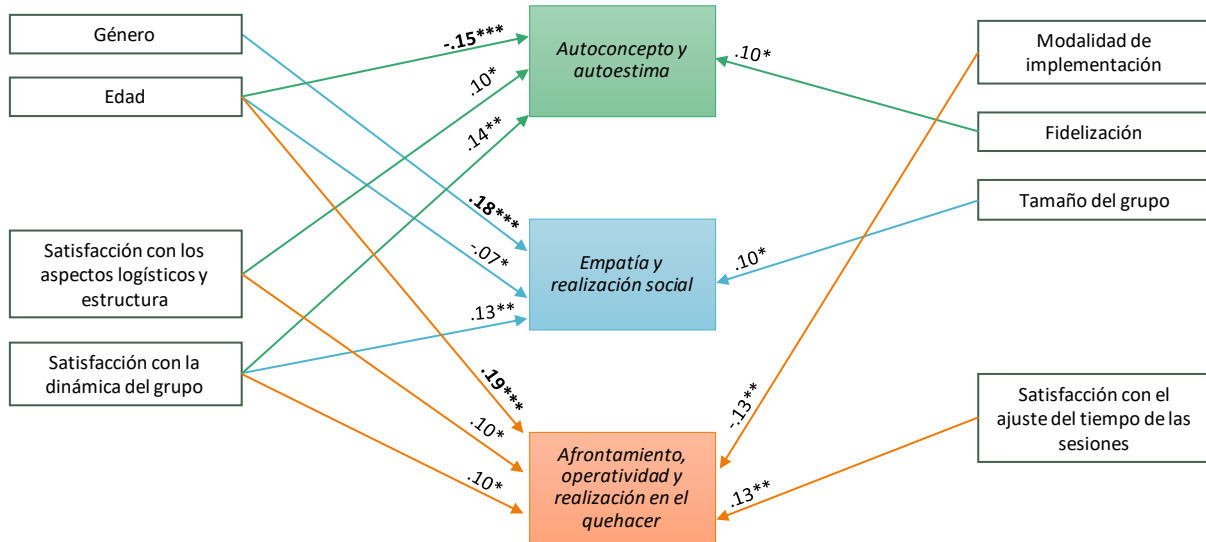 Género
Edad
Satisfacción con los
aspectos logísticos y
estructura
Satisfacción con la
dinámica del grupo
-.15***
.10*
.14**
.18***
-.07*
.13**
.19***
.10*
.10*
Autoconcepto y
autoestima
Empatía y
realización social
Afrontamiento,
operatividad y
realización en el
quehacer
.10*
.10*
-.13**
.13**
Modalidad de
implementación
Fidelización
Tamaño del grupo
Satisfacción con el
ajuste del tiempo de las
sesiones